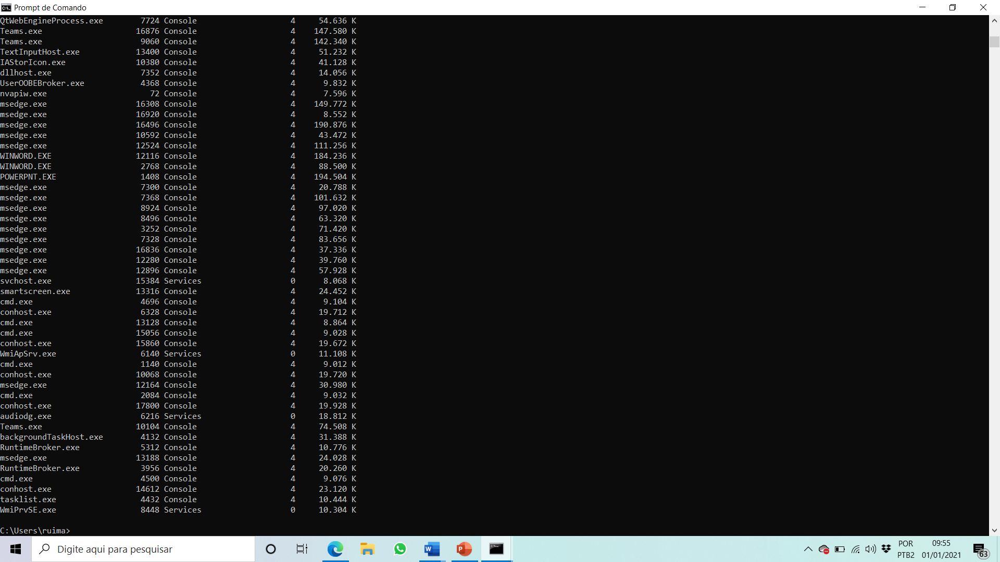 Prompt de Comando
QtWebEngineProcess.exe 7724 Console 4 54.636 K
Teams.exe 16876 Console 4 147.580 K
Teams.exe 9060 Console 4 142.340 K
TextInputHost.exe 13400 Console 4 51.232 K
IAStorIcon.exe 10380 Console 4 41.128 K
dllhost.exe 7352 Console 4 14.056 K
UserOOBEBroker.exe 4368 Console 4 9.832 K
nvapiw.exe 72 Console 4 7.596 K
msedge.exe 16308 Console 4 149.772 K
msedge.exe 16920 Console 4 8.552 K
msedge.exe 16496 Console 4 190.876 K
msedge.exe 10592 Console 4 43.472 K
msedge.exe 12524 Console 4 111.256 K
WINWORD.EXE 12116 Console 4 184.236 K
WINWORD.EXE 2768 Console 4 88.500 K
POWERPNT.EXE 1408 Console 4 194.504 K
msedge.exe 7300 Console 4 20.788 K
msedge.exe 7368 Console 4 101.632 K
msedge.exe 8924 Console 4 97.020 K
msedge.exe 8496 Console 4 63.320 K
msedge.exe 3252 Console 4 71.420 K
msedge.exe 7328 Console 4 83.656 K
msedge.exe 16836 Console 4 37.336 K
msedge.exe 12280 Console 4 39.760 K
msedge.exe 12896 Console 4 57.928 K
svchost.exe 15384 Services 0 8.068 K
smartscreen.exe 13316 Console 4 24.452 K
cmd.exe 4696 Console 4 9.104 K
conhost.exe 6328 Console 4 19.712 K
cmd.exe 13128 Console 4 8.864 K
cmd.exe 15056 Console 4 9.028 K
conhost.exe 15860 Console 4 19.672 K
WmiApSrv.exe 6140 Services 0 11.108 K
cmd.exe 1140 Console 4 9.012 K
conhost.exe 10068 Console 4 19.720 K
msedge.exe 12164 Console 4 30.980 K
cmd.exe 2084 Console 4 9.032 K
conhost.exe 17800 Console 4 19.928 K
audiodg.exe 6216 Services 0 18.812 K
Teams.exe 10104 Console 4 74.508 K
backgroundTaskHost.exe 4132 Console 4 31.388 K
RuntimeBroker.exe 5312 Console 4 10.776 K
msedge.exe 13188 Console 4 24.028 K
RuntimeBroker.exe 3956 Console 4 20.260 K
cmd.exe 4500 Console 4 9.076 K
conhost.exe 14612 Console 4 23.120 K
tasklist.exe 4432 Console 4 10.444 K
WmiPrvSE.exe 8448 Services 0 10.304 K
C:\Users\ruima>
Digite aqui para pesquisar
POR 09:55
PTB2 01/01/2021
63